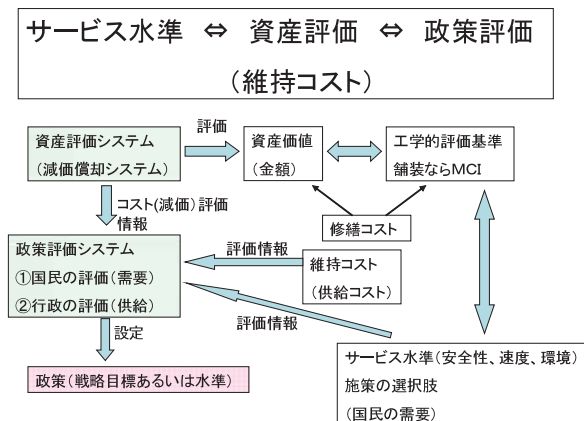 サービス水準 ⇔ 資産評価 ⇔ 政策評価
(維持コスト)
資産評価システム
(減価償却システム)
評価
資産価値
(金額)
工学的評価基準
舗装ならMCI
コスト(減価)評価
情報
修繕コスト
政策評価システム
①国民の評価(需要)
②行政の評価(供給)
評価情報
維持コスト
(供給コスト)
評価情報
設定
政策(戦略目標あるいは水準)
サービス水準(安全性、速度、環境)
施策の選択肢
(国民の需要)